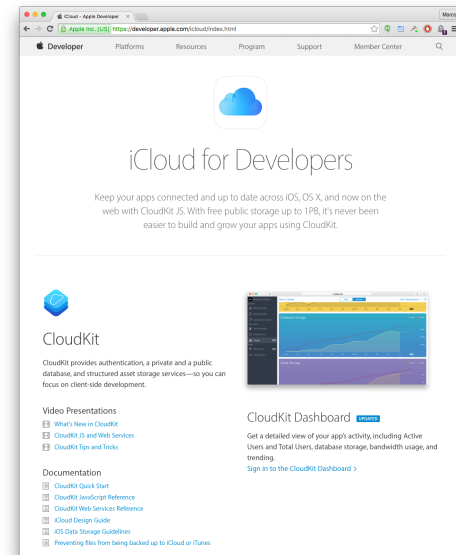 iCloud - Apple Developer
Marco
Apple Inc. [US] https://developer.apple.com/icloud/index.html
Developer Platforms Resources Program Support Member Center
iCloud for Developers
Keep your apps connected and up to date across iOS, OS X, and now on the
web with CloudKit JS. With free public storage up to 1PB, it's never been
easier to build and grow your apps using CloudKit.
CloudKit
CloudKit provides authentication, a private and a public
database, and structured asset storage services—so you can
focus on client-side development.
Video Presentations
What's New in CloudKit
CloudKit JS and Web Services
CloudKit Tips and Tricks
Documentation
CloudKit Quick Start
CloudKit JavaScript Reference
CloudKit Web Services Reference
iCloud Design Guide
iOS Data Storage Guidelines
Preventing files from being backed up to iCloud or iTunes
CloudKit Dashboard UPDATED
Get a detailed view of your app's activity, including Active
Users and Total Users, database storage, bandwidth usage, and
trending.
Sign in to the CloudKit Dashboard >